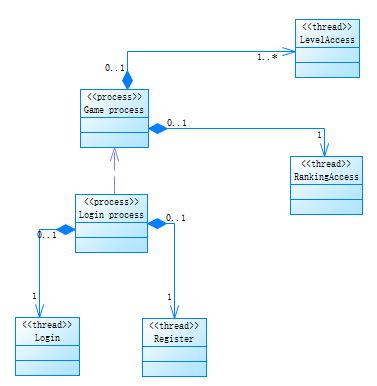 <<thread>>
LevelAccess
0..1
1..*
<<process>>
Game process
0..1
1
<<thread>>
RankingAccess
<<process>>
Login process
0..1
0..1
1
1
<<thread>>
Login
<<thread>>
Register